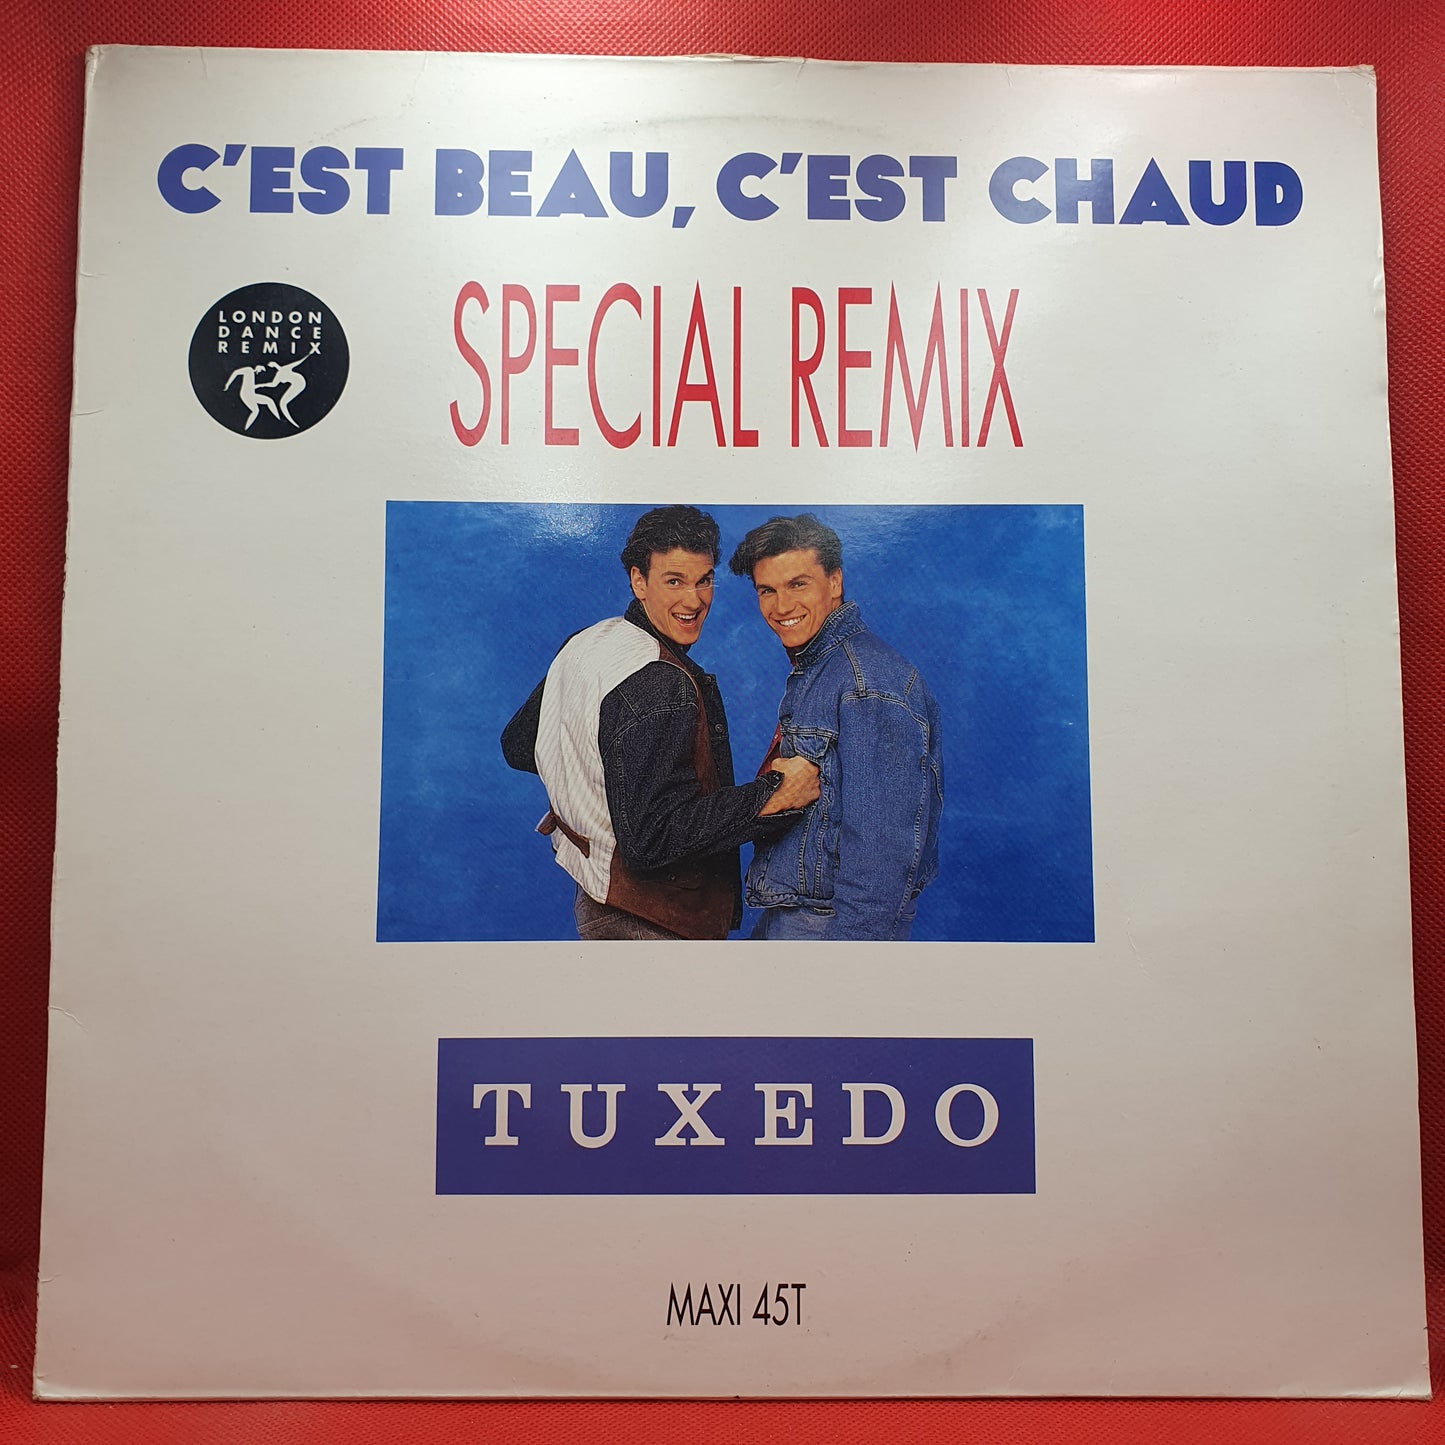 C'EST BEAU, C'EST CHAUD
LONDON
DANCE
REMIX
SPECIAL REMIX
TUXEDO
MAXI 45T